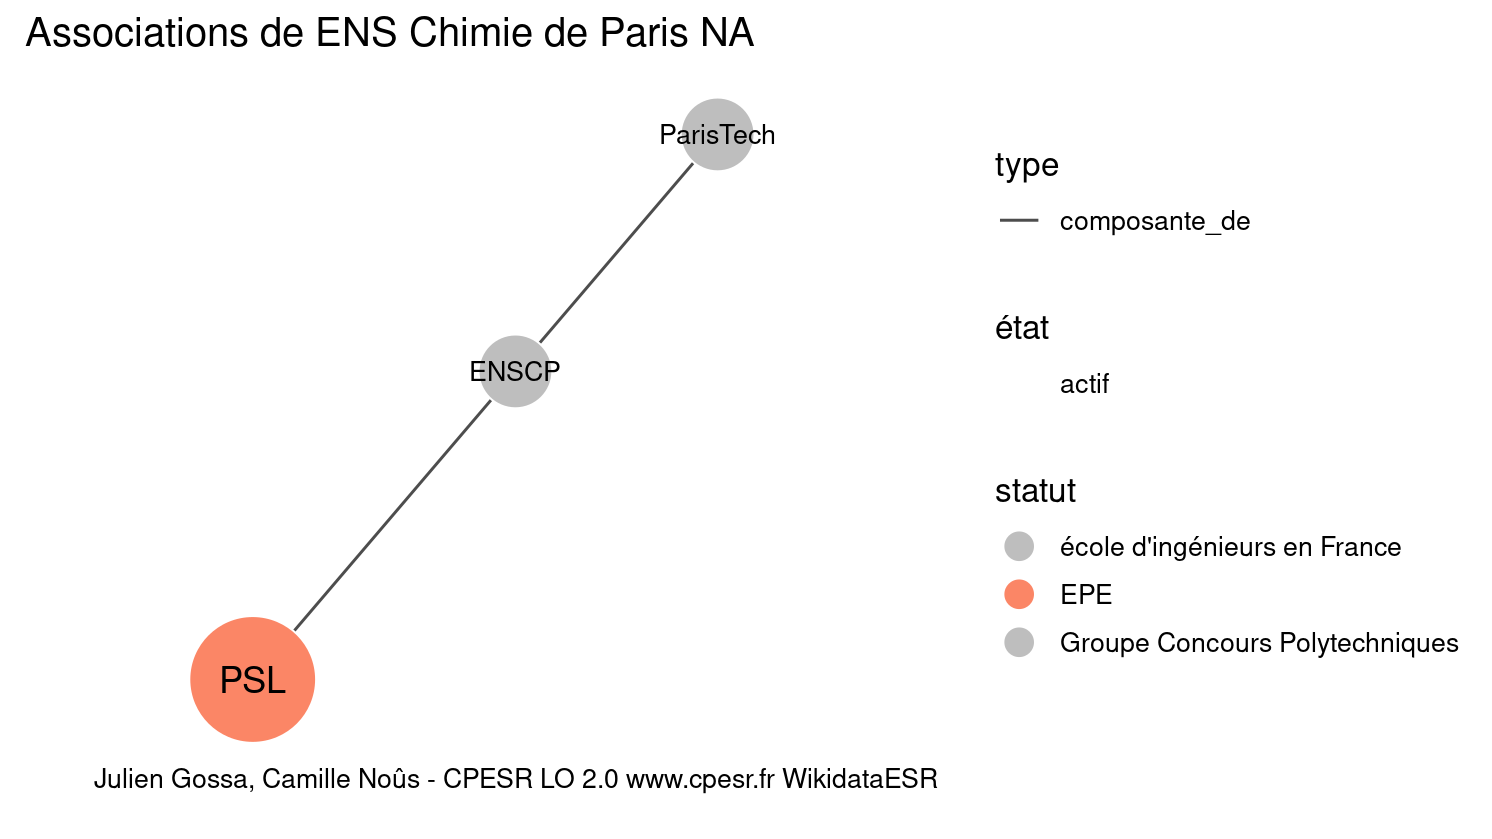 Associations de ENS Chimie de Paris NA
ParisTech
ENSCP
PSL
type
composante_de
état
actif
statut
école d'ingénieurs en France
EPE
Groupe Concours Polytechniques
Julien Gossa, Camille Noûs - CPESR LO 2.0 www.cpesr.fr WikidataESR